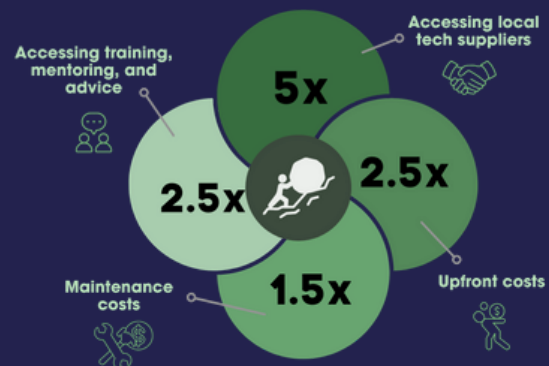 Accessing local
tech suppliers
5x
Accessing training,
mentoring, and
advice
2.5x
2.5x
Maintenance
costs
1.5x
Upfront costs